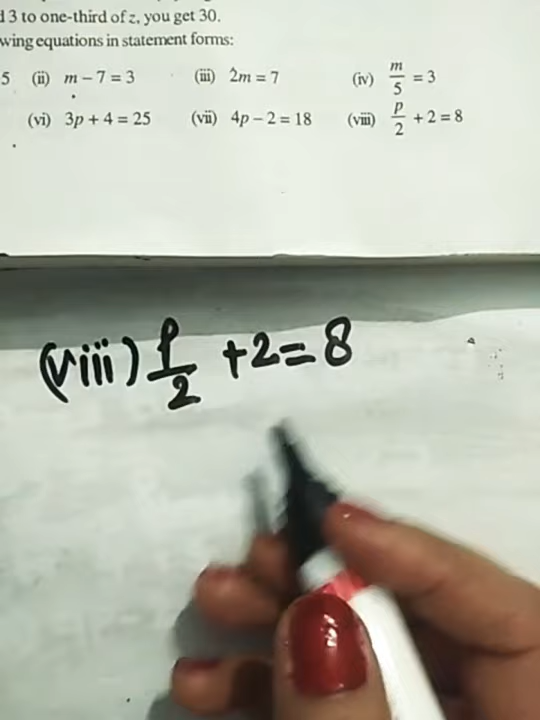 3 to one-third of z, you get 30.
wing equations in statement forms:
5 (ii) m − 7 = 3 (iii) 2m = 7 (iv) m/5 = 3
(vi) 3p + 4 = 25 (vii) 4p − 2 = 18 (viii) p/2 + 2 = 8
(viii) p/2 + 2 = 8